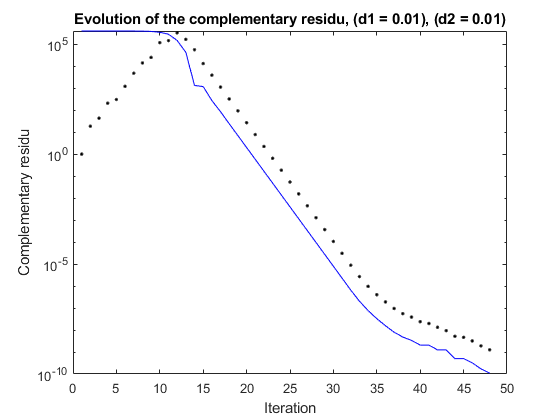 Evolution of the complementary residu, (d1 = 0.01), (d2 = 0.01)
10^5
10^0
10^-5
10^-10
Complementary residu
0 5 10 15 20 25 30 35 40 45 50
Iteration